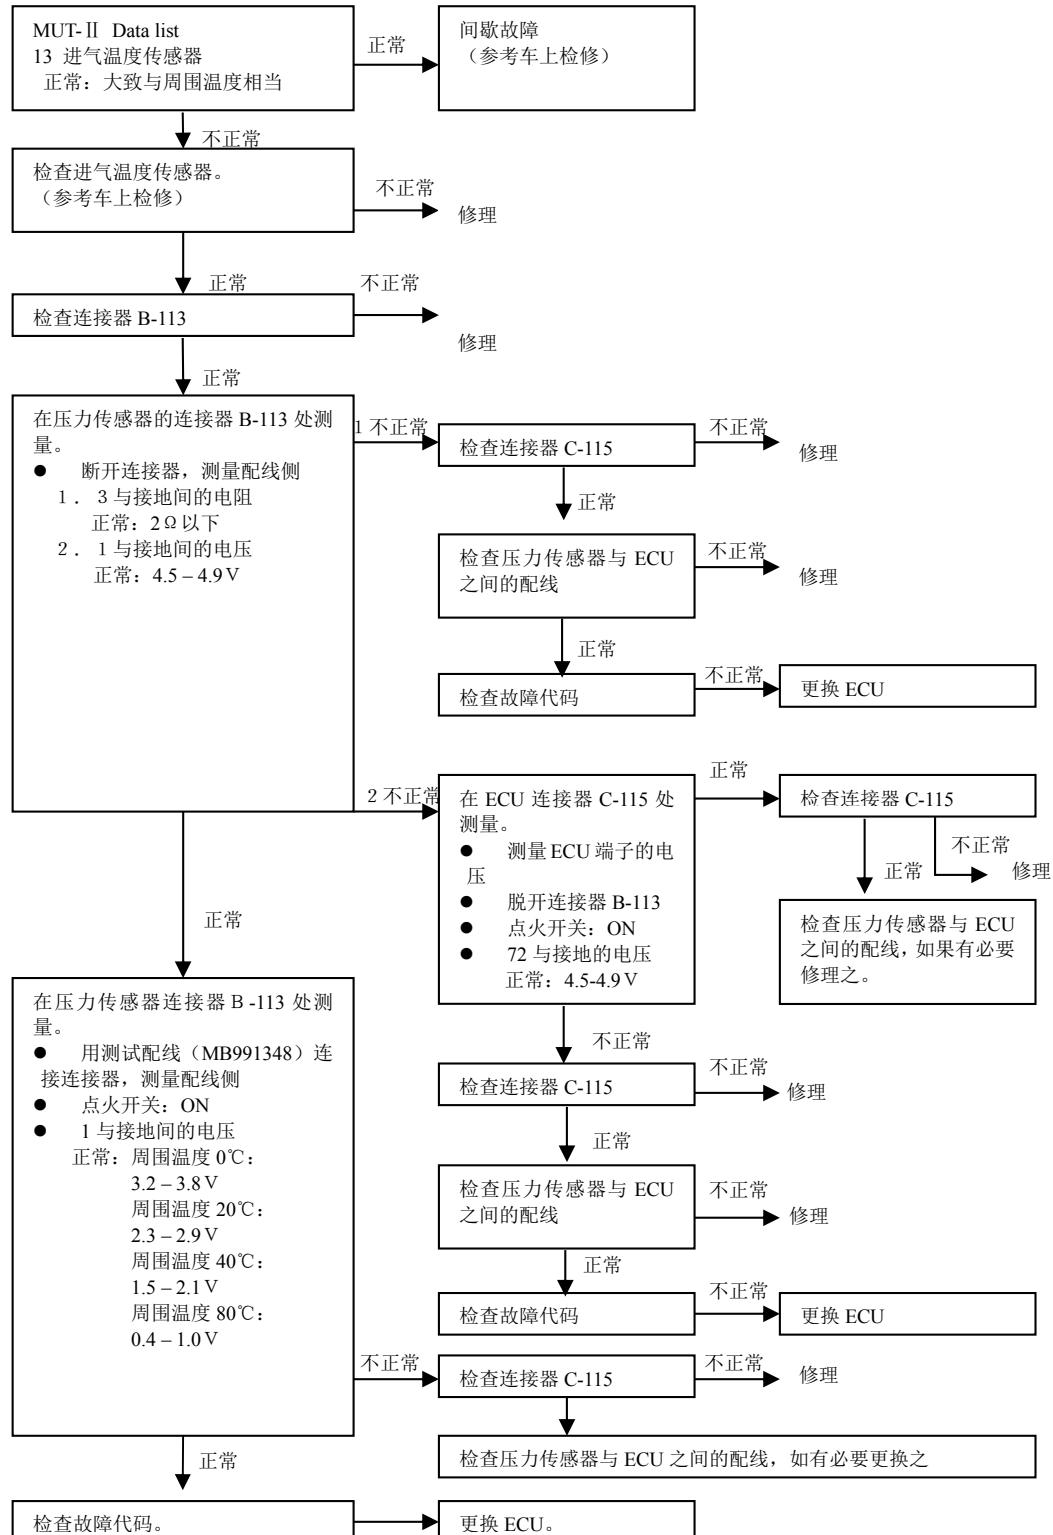 MUT-Ⅱ Data list
13 进气温度传感器
正常：大致与周围温度相当
正常
间歇故障
（参考车上检修）
不正常
检查进气温度传感器。
（参考车上检修）
不正常
修理
正常
不正常
检查连接器 B-113
修理
正常
在压力传感器的连接器 B-113 处测
量。
● 断开连接器，测量配线侧
１．３与接地间的电阻
正常：2Ω以下
２．１与接地间的电压
正常：4.5 – 4.9Ｖ
1 不正常
检查连接器 C-115
不正常
修理
正常
检查压力传感器与 ECU
之间的配线
不正常
修理
正常
检查故障代码
不正常
更换 ECU
2 不正常
在 ECU 连接器 C-115 处
测量。
● 测量 ECU 端子的电
压
● 脱开连接器 B-113
● 点火开关：ON
● 72 与接地的电压
正常：4.5-4.9Ｖ
正常
检查连接器 C-115
不正常
修理
正常
检查压力传感器与 ECU
之间的配线，如果有必要
修理之。
正常
不正常
检查连接器 C-115
不正常
修理
正常
检查压力传感器与 ECU
之间的配线
不正常
修理
正常
检查故障代码
不正常
更换 ECU
在压力传感器连接器Ｂ-113 处测
量。
● 用测试配线（MB991348）连
接连接器，测量配线侧
● 点火开关：ON
● 1 与接地间的电压
正常：周围温度 0℃：
3.2 – 3.8Ｖ
周围温度 20℃：
2.3 – 2.9Ｖ
周围温度 40℃：
1.5 – 2.1Ｖ
周围温度 80℃：
0.4 – 1.0Ｖ
不正常
检查连接器 C-115
不正常
修理
检查压力传感器与 ECU 之间的配线，如有必要更换之
正常
检查故障代码。
更换 ECU。